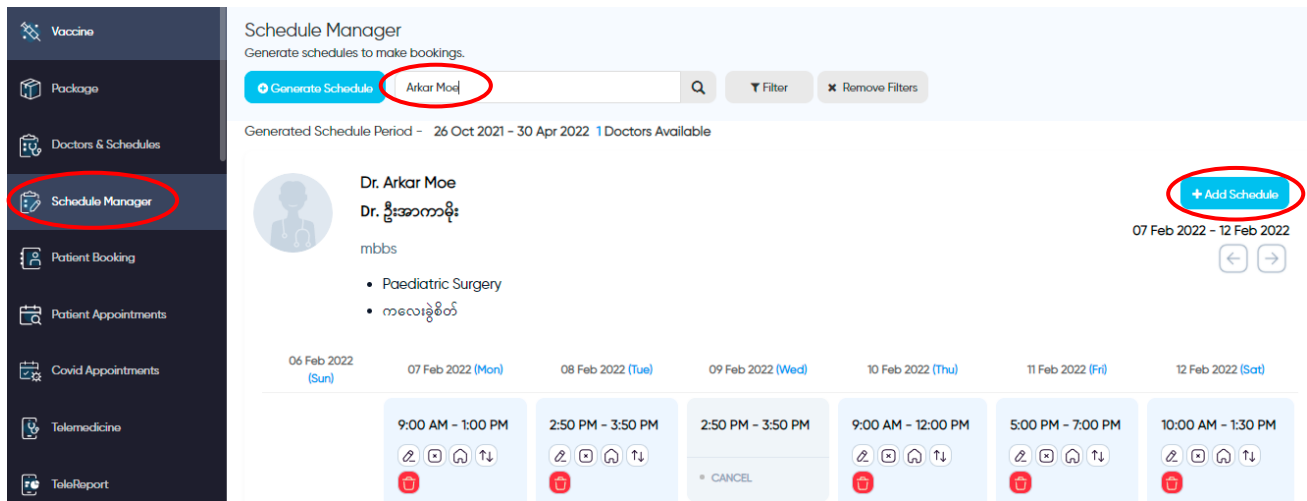 Vaccine
Package
Doctors & Schedules
Schedule Manager
Patient Booking
Patient Appointments
Covid Appointments
Telemedicine
TeleReport
Schedule Manager
Generate schedules to make bookings.
Generate Schedule Arkar Moe Filter Remove Filters
Generated Schedule Period - 26 Oct 2021 - 30 Apr 2022 1 Doctors Available
Dr. Arkar Moe
Dr. ဦးအာကာမိုး
mbbs
Paediatric Surgery
ကလေးခွဲစိတ်
+ Add Schedule
07 Feb 2022 - 12 Feb 2022
06 Feb 2022 (Sun) 07 Feb 2022 (Mon) 08 Feb 2022 (Tue) 09 Feb 2022 (Wed) 10 Feb 2022 (Thu) 11 Feb 2022 (Fri) 12 Feb 2022 (Sat)
9:00 AM - 1:00 PM 2:50 PM - 3:50 PM 2:50 PM - 3:50 PM 9:00 AM - 12:00 PM 5:00 PM - 7:00 PM 10:00 AM - 1:30 PM
CANCEL